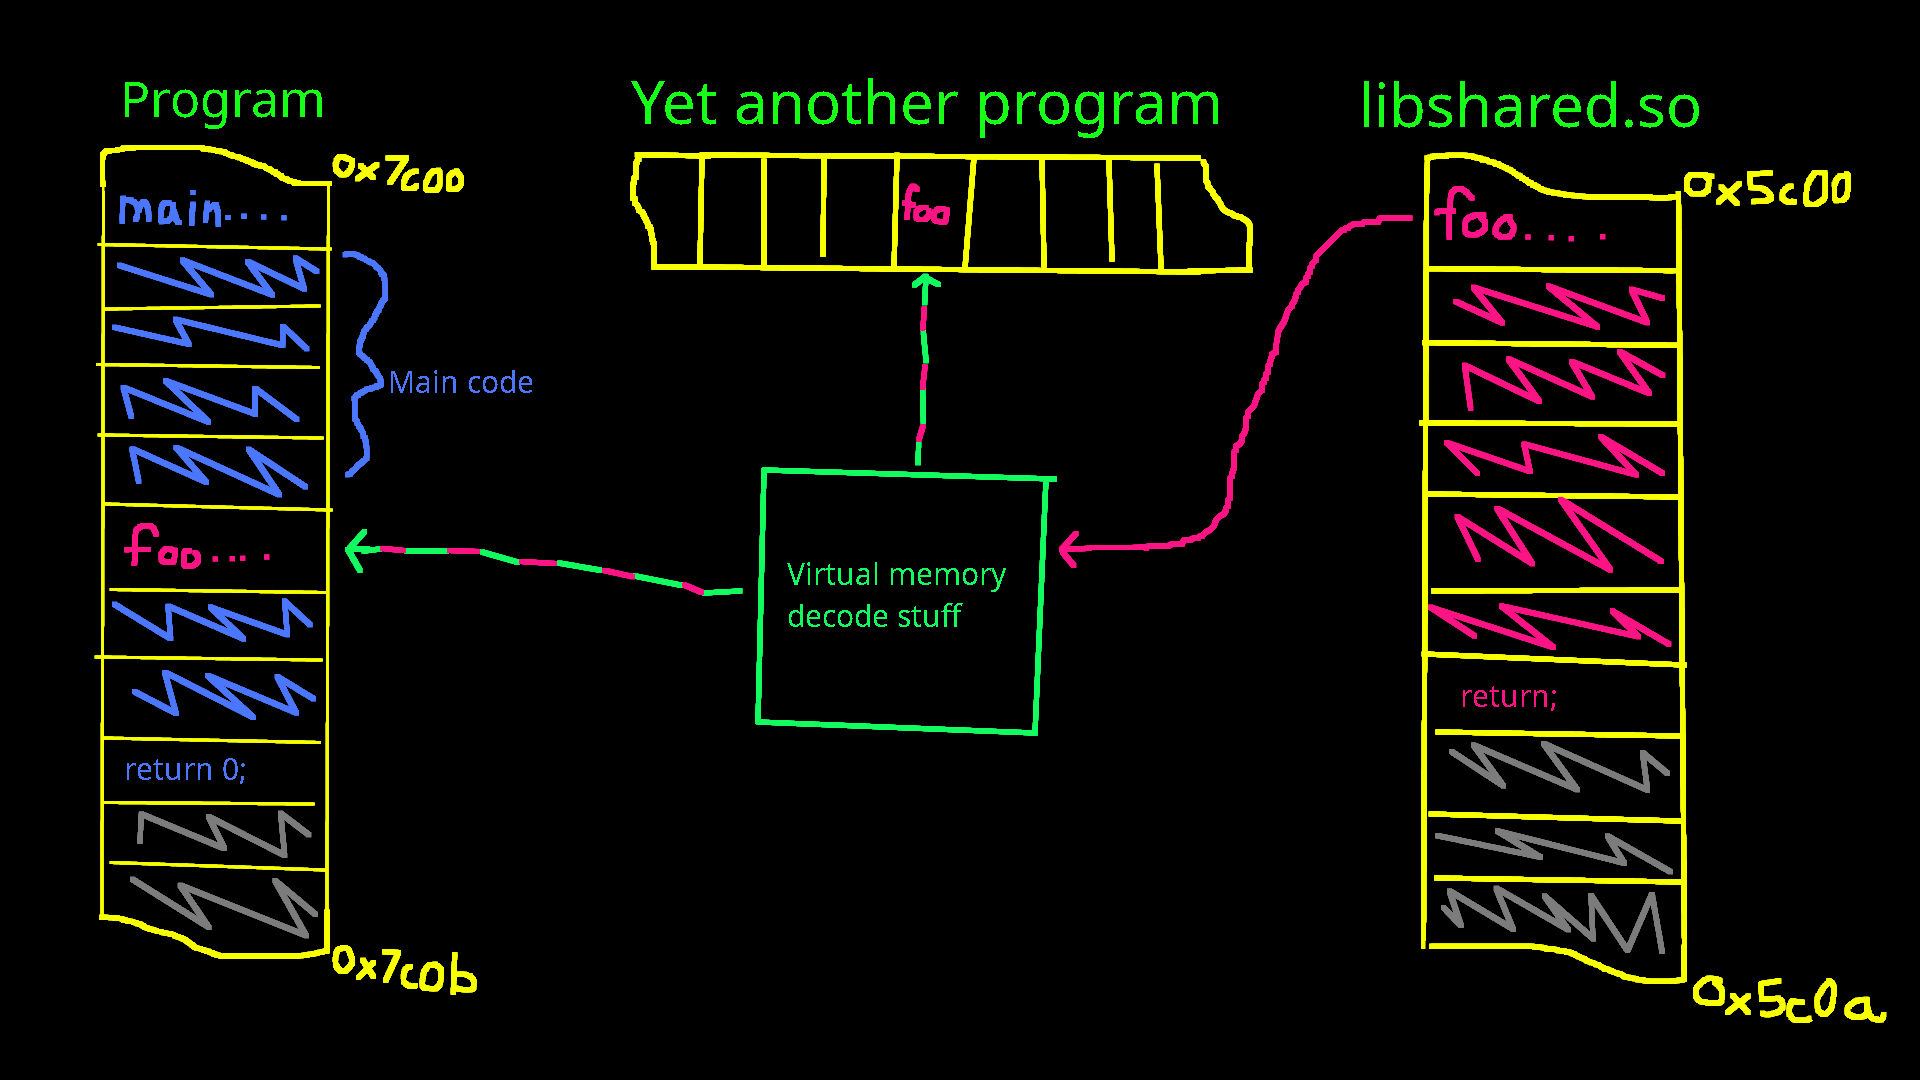 Program
0x7c00
main....
Main code
foo....
return 0;
0x7c0b
Yet another program
foo
Virtual memory
decode stuff
libshared.so
0x5c00
foo....
return;
0x5c0a